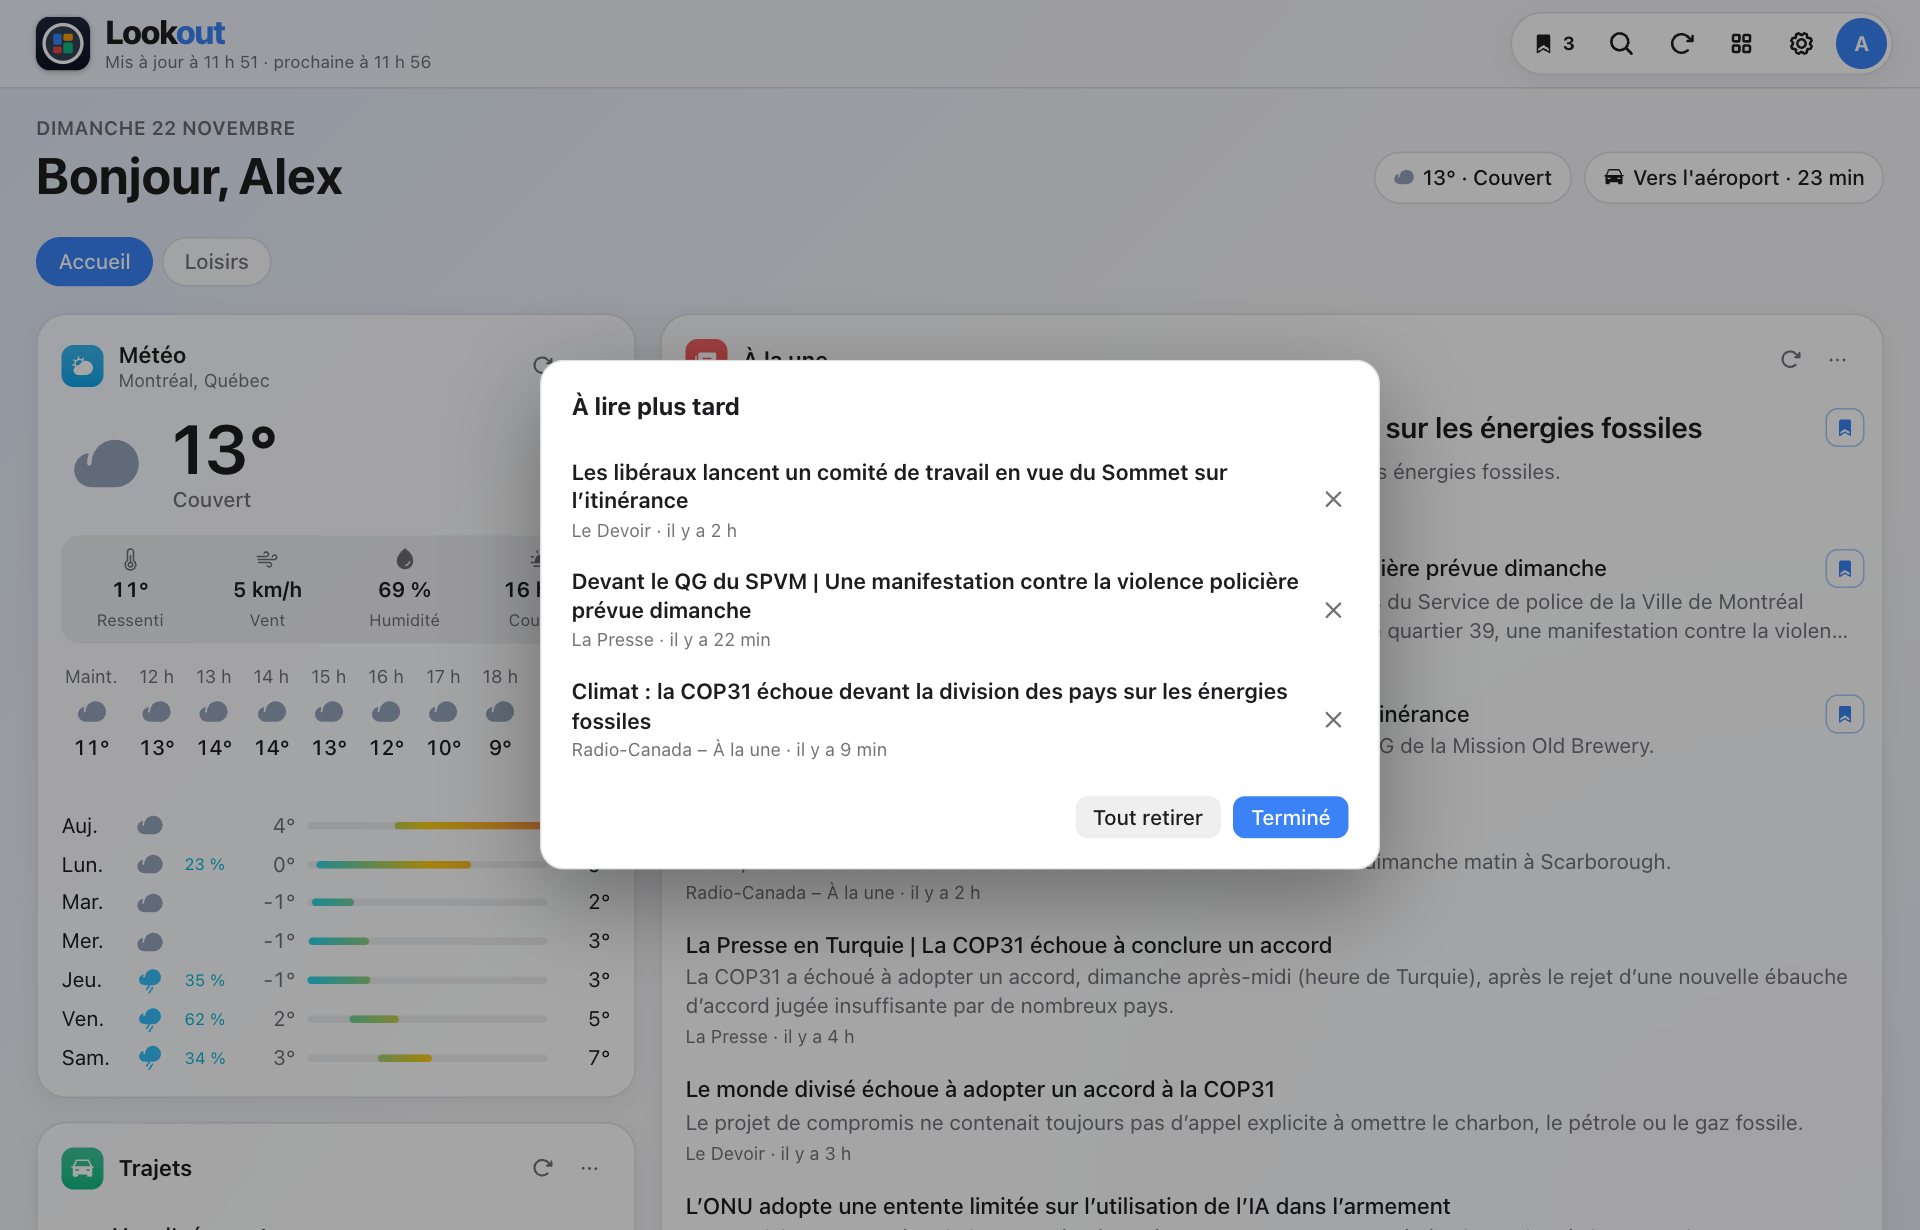 Lookout
Mis à jour à 11 h 51 · prochaine à 11 h 56
3
A
DIMANCHE 22 NOVEMBRE
Bonjour, Alex
13° · Couvert
Vers l'aéroport · 23 min
Accueil
Loisirs
Météo
Montréal, Québec
13°
Couvert
11°
5 km/h
69 %
16
Ressenti
Vent
Humidité
Maint.
12 h
13 h
14 h
15 h
16 h
17 h
18 h
11°
13°
14°
14°
13°
12°
10°
9°
Auj.
4°
Lun.
23 %
0°
Mar.
-1°
2°
Mer.
-1°
3°
Jeu.
35 %
-1°
3°
Ven.
62 %
2°
5°
Sam.
34 %
3°
7°
Trajets
À la une
À lire plus tard
Les libéraux lancent un comité de travail en vue du Sommet sur
l’itinérance
Le Devoir · il y a 2 h
Devant le QG du SPVM | Une manifestation contre la violence policière
prévue dimanche
La Presse · il y a 22 min
Climat : la COP31 échoue devant la division des pays sur les énergies
fossiles
Radio-Canada – À la une · il y a 9 min
Tout retirer
Terminé
sur les énergies fossiles
énergies fossiles.
prévue dimanche
du Service de police de la Ville de Montréal
quartier 39, une manifestation contre la violen...
de la Mission Old Brewery.
matin à Scarborough.
Radio-Canada – À la une · il y a 2 h
La Presse en Turquie | La COP31 échoue à conclure un accord
La COP31 a échoué à adopter un accord, dimanche après-midi (heure de Turquie), après le rejet d’une nouvelle ébauche
d’accord jugée insuffisante par de nombreux pays.
La Presse · il y a 4 h
Le monde divisé échoue à adopter un accord à la COP31
Le projet de compromis ne contenait toujours pas d’appel explicite à omettre le charbon, le pétrole ou le gaz fossile.
Le Devoir · il y a 3 h
L’ONU adopte une entente limitée sur l’utilisation de l’IA dans l’armement